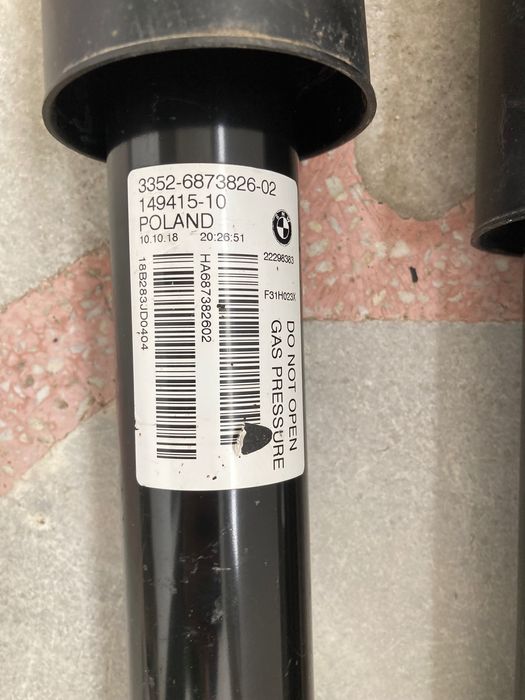 3352-6873826-02
149415-10
POLAND
10.10.18 20:26:51
22296383
F31H023X
18B283JD0404
HA687382602
DO NOT OPEN
GAS PRESSURE